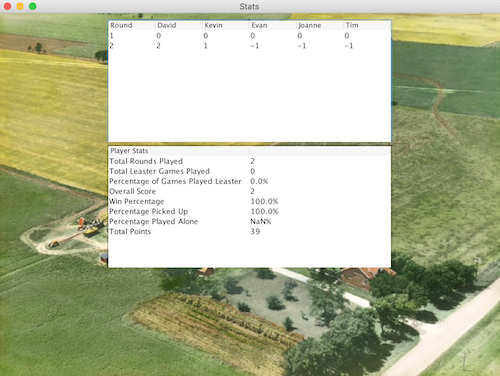 Stats
Round David Kevin Evan Joanne Tim
1 0 0 0 0 0
2 2 1 -1 -1 -1
Player Stats
Total Rounds Played 2
Total Leaster Games Played 0
Percentage of Games Played Leaster 0.0%
Overall Score 2
Win Percentage 100.0%
Percentage Picked Up 100.0%
Percentage Played Alone NaN%
Total Points 39